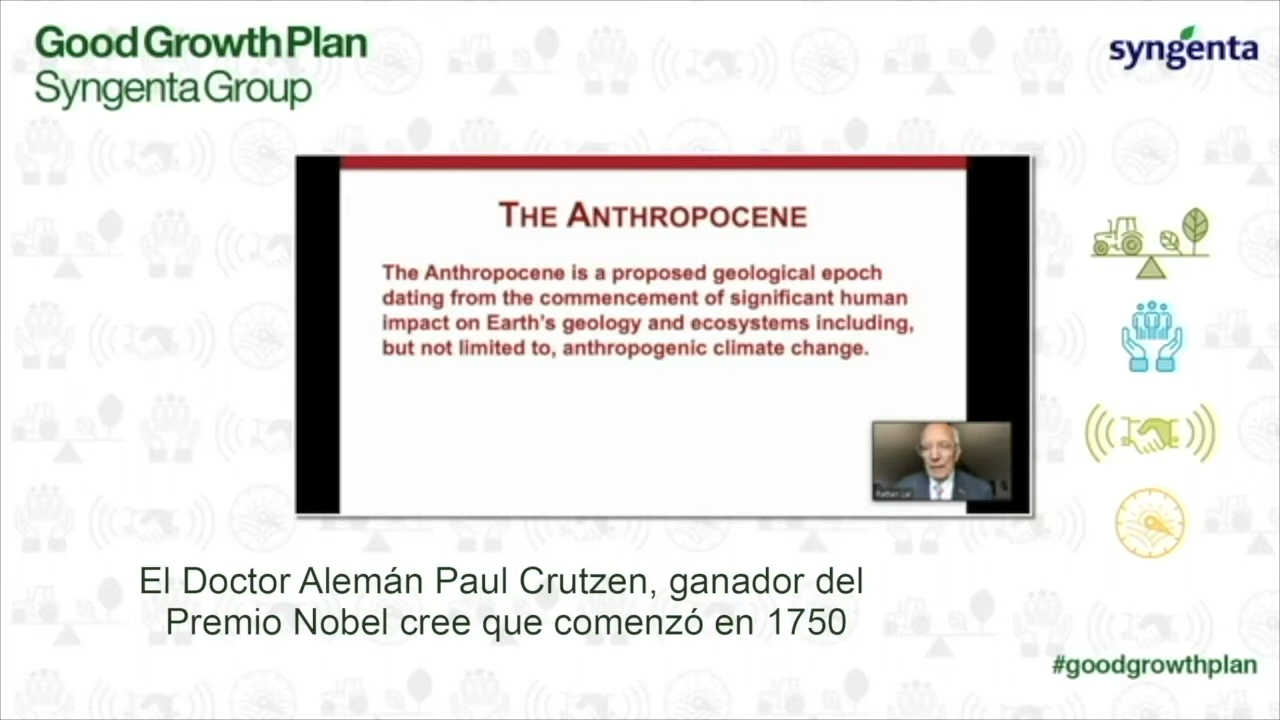 Good Growth Plan
Syngenta Group
syngenta
THE ANTHROPOCENE
The Anthropocene is a proposed geological epoch
dating from the commencement of significant human
impact on Earth's geology and ecosystems including,
but not limited to, anthropogenic climate change.
Rattan Lal
El Doctor Alemán Paul Crutzen, ganador del
Premio Nobel cree que comenzó en 1750
#goodgrowthplan